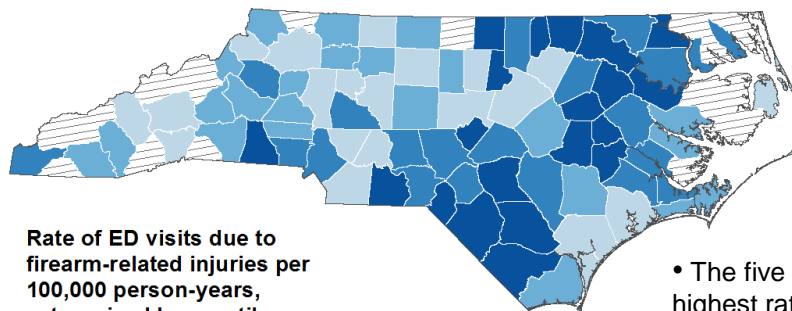 Rate of ED visits due to
firearm-related injuries per
100,000 person-years,
• The five
highest rat